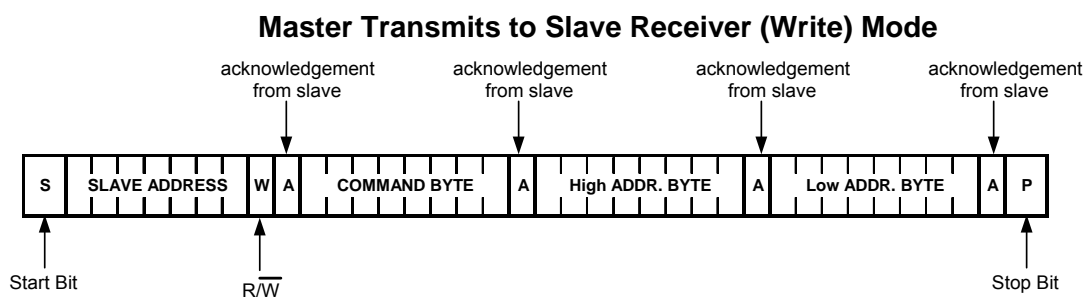 Master Transmits to Slave Receiver (Write) Mode
acknowledgement
from slave
acknowledgement
from slave
acknowledgement
from slave
acknowledgement
from slave
S SLAVE ADDRESS W A COMMAND BYTE A High ADDR. BYTE A Low ADDR. BYTE A P
Start Bit
R/W̅
Stop Bit